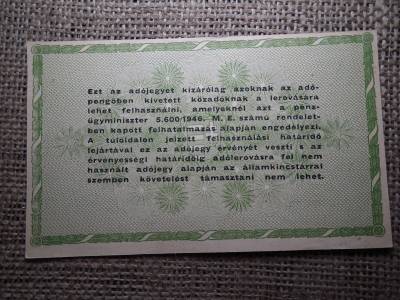 Ezt az adójegyet kizárólag azoknak az adó-
pengőben kivetett közadoknak a lerovására
lehet felhasználni, amelyeknél azt a pénz-
ügyminiszter 5.600/1946. M. E. számú rendelet-
ben kapott felhatalmazás alapján engedélyezi.
A túloldalon jelzett felhasználási határidő
lejártával ez az adójegy érvényét veszti s az
érvényességi határidőig adólerovásra fel nem
használt adójegy alapján az államkincstárral
szemben követelést támasztani nem lehet.